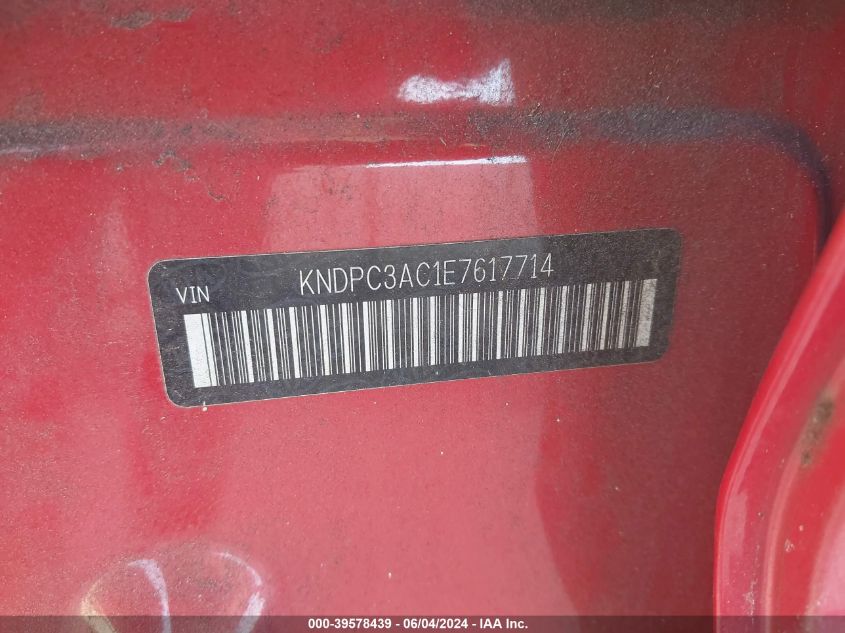 KNDPC3AC1E7617714
VIN
000-39578439 - 06/04/2024 - IAA Inc.